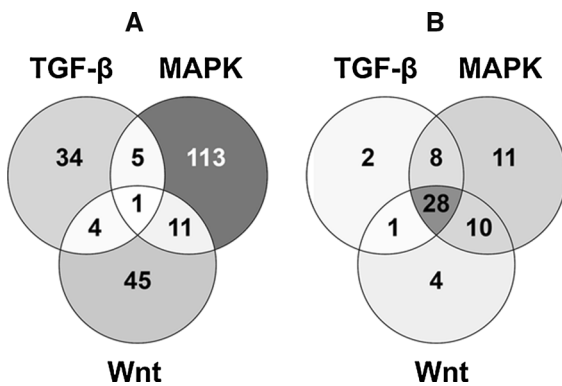 A B
TGF-β MAPK TGF-β MAPK
34 5 113 2 8 11
1 28
4 11 1 10
45 4
Wnt Wnt